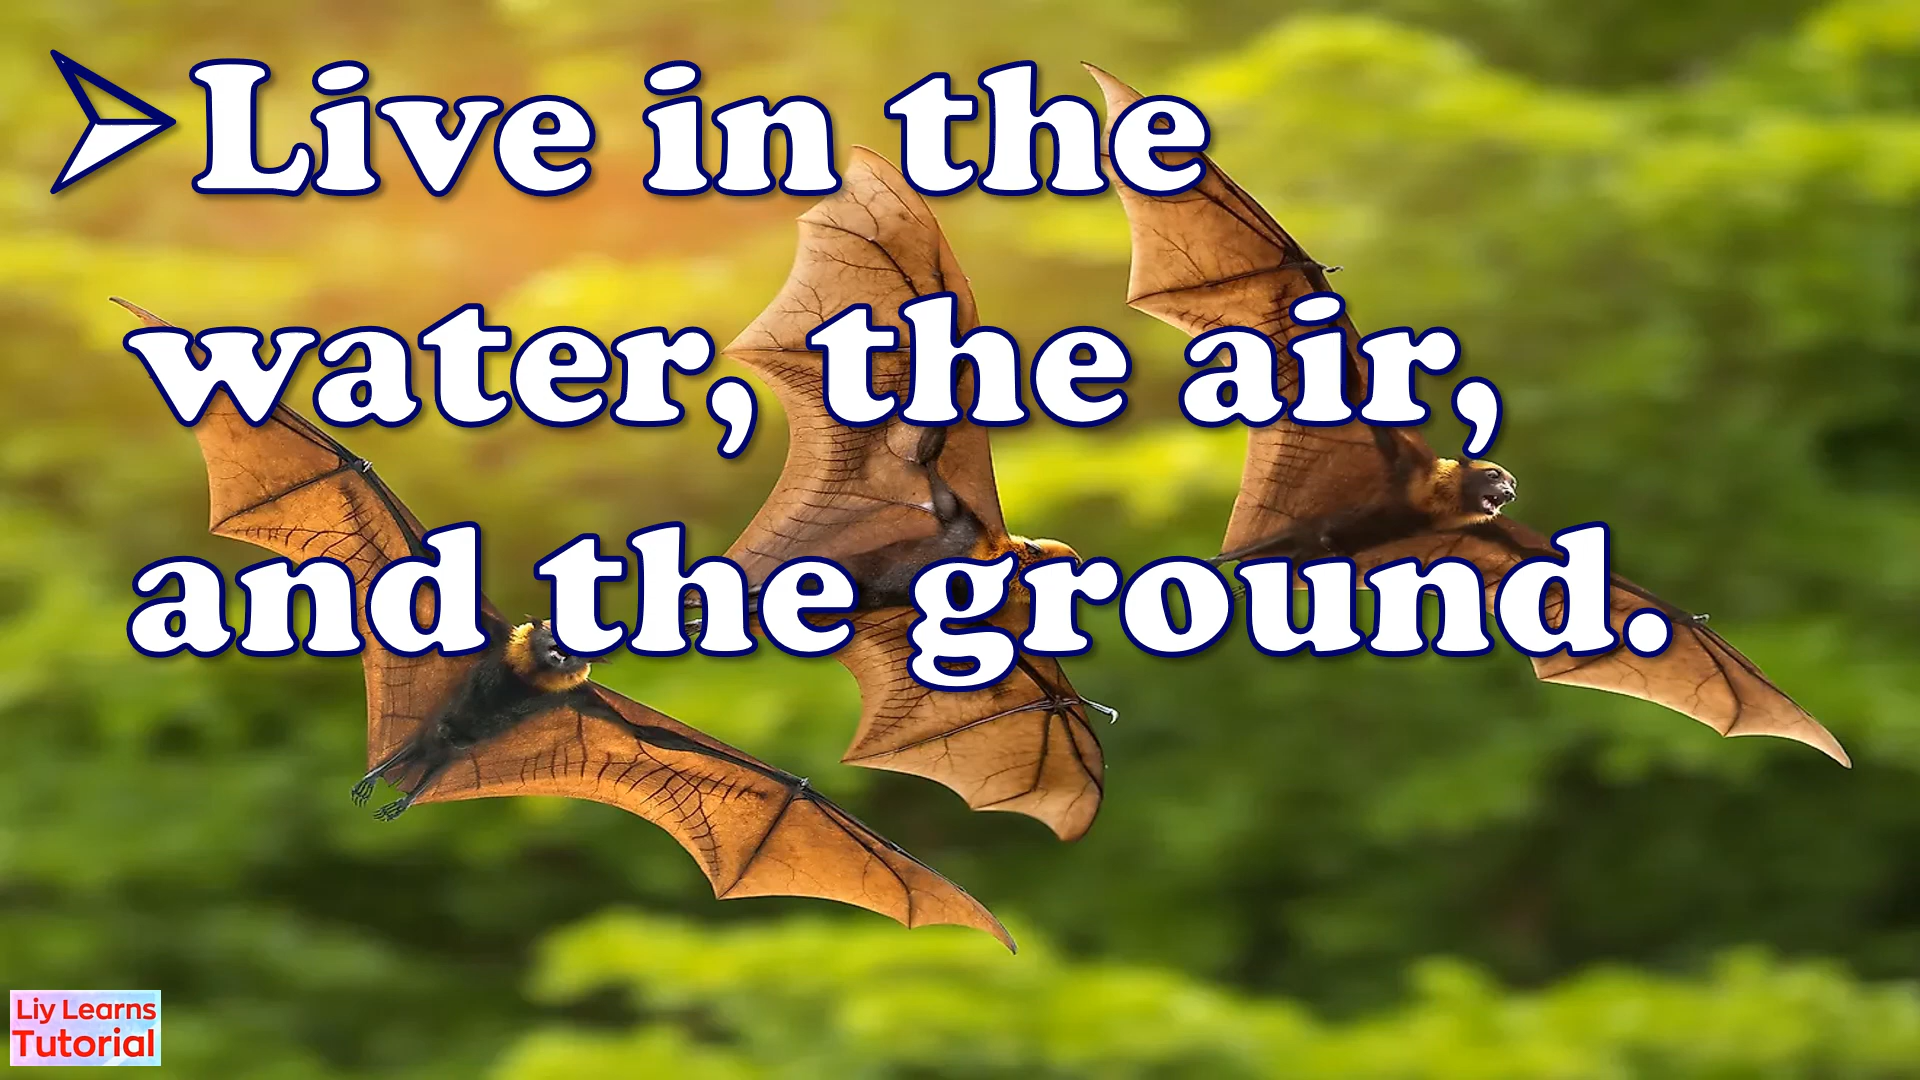 ➢Live in the
water, the air,
and the ground.
Liy Learns
Tutorial